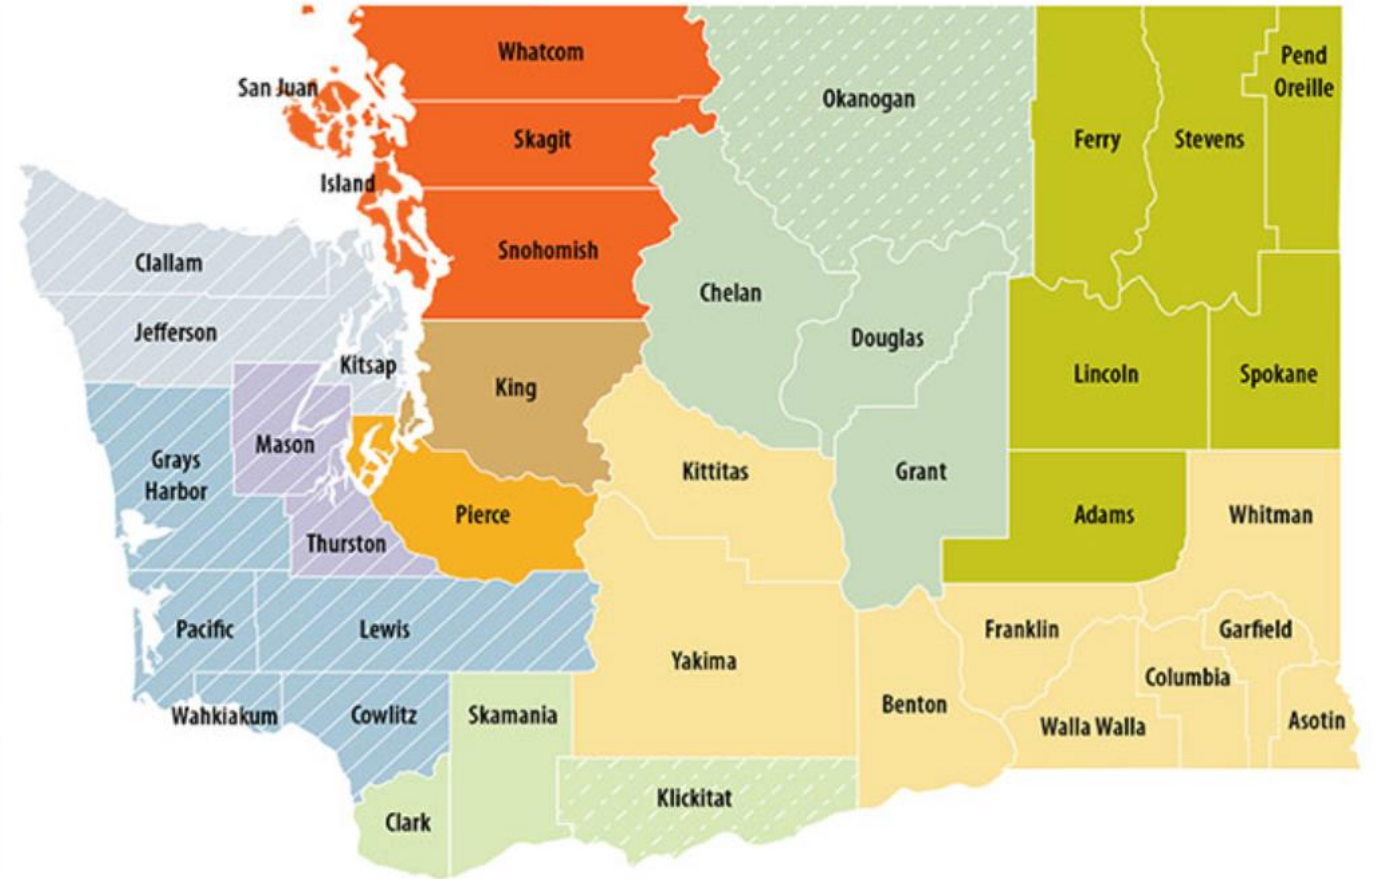 Whatcom
Pend
Oreille
San Juan
Okanogan
Skagit
Ferry
Stevens
Island
Snohomish
Clallam
Chelan
Jefferson
Douglas
Kitsap
Lincoln
Spokane
King
Mason
Grays
Harbor
Kittitas
Grant
Pierce
Adams
Whitman
Thurston
Pacific
Lewis
Franklin
Garfield
Yakima
Columbia
Benton
Wahkiakum
Cowlitz
Skamania
Walla Walla
Asotin
Klickitat
Clark